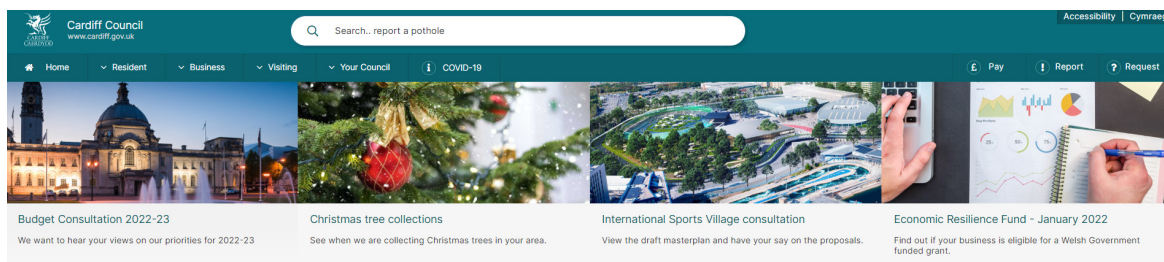 Accessibility | Cymraeg
CARDIFF
CAERDYDD
Cardiff Council
www.cardiff.gov.uk
Search.. report a pothole
Home
Resident
Business
Visiting
Your Council
COVID-19
£ Pay
! Report
? Request
Budget Consultation 2022-23
We want to hear your views on our priorities for 2022-23
Christmas tree collections
See when we are collecting Christmas trees in your area.
International Sports Village consultation
View the draft masterplan and have your say on the proposals.
Economic Resilience Fund - January 2022
Find out if your business is eligible for a Welsh Government
funded grant.